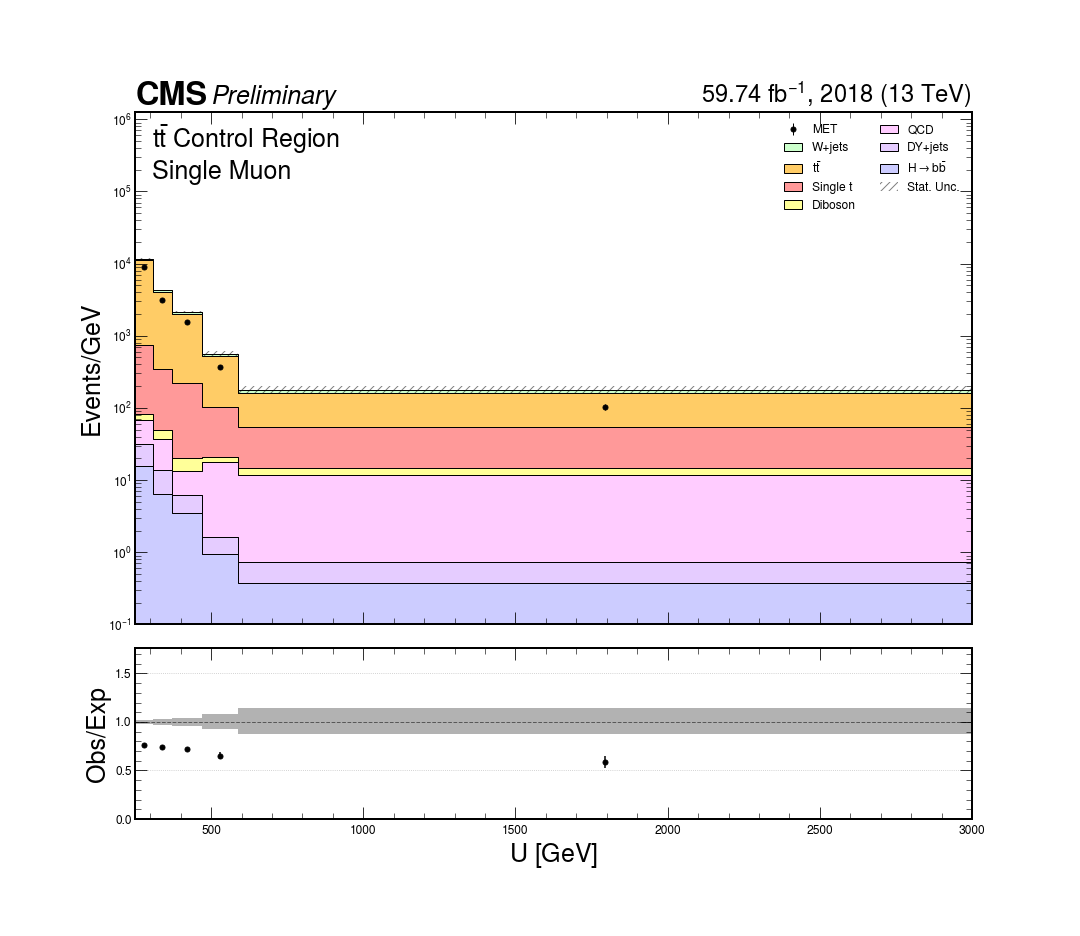 CMS Preliminary
59.74 fb⁻¹, 2018 (13 TeV)
tt̄ Control Region
Single Muon
MET
W+jets
tt̄
Single t
Diboson
QCD
DY+jets
H→bb̄
Stat. Unc.
Events/GeV
10⁶
10⁵
10⁴
10³
10²
10¹
10⁰
10⁻¹
Obs/Exp
1.5
1.0
0.5
0.0
500 1000 1500 2000 2500 3000
U [GeV]